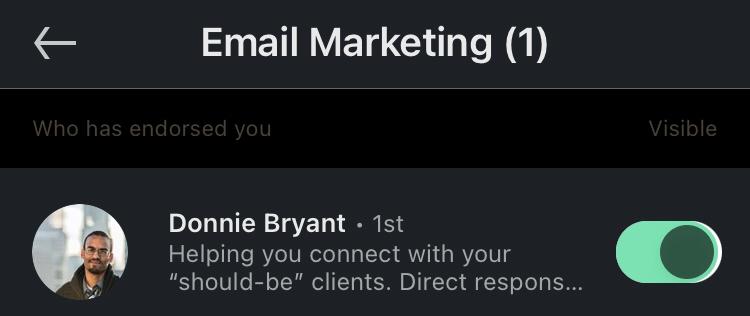 Email Marketing (1)
Who has endorsed you Visible
Donnie Bryant • 1st
Helping you connect with your
“should-be” clients. Direct respons...